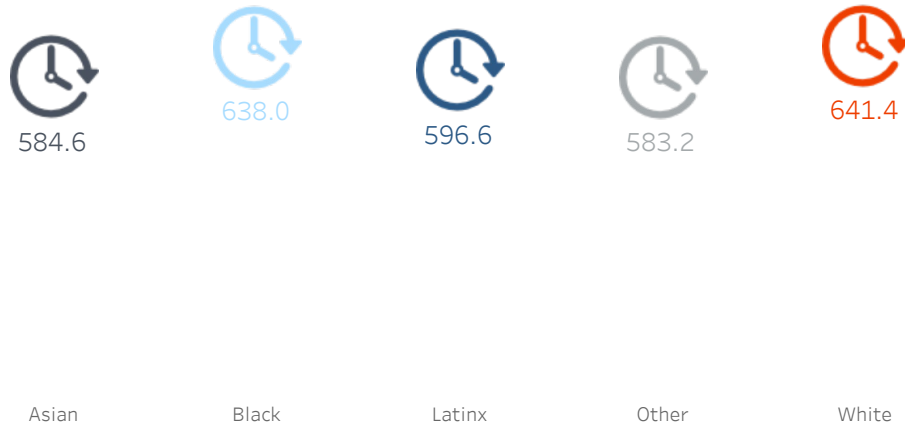 584.6
638.0
596.6
583.2
641.4
Asian
Black
Latinx
Other
White